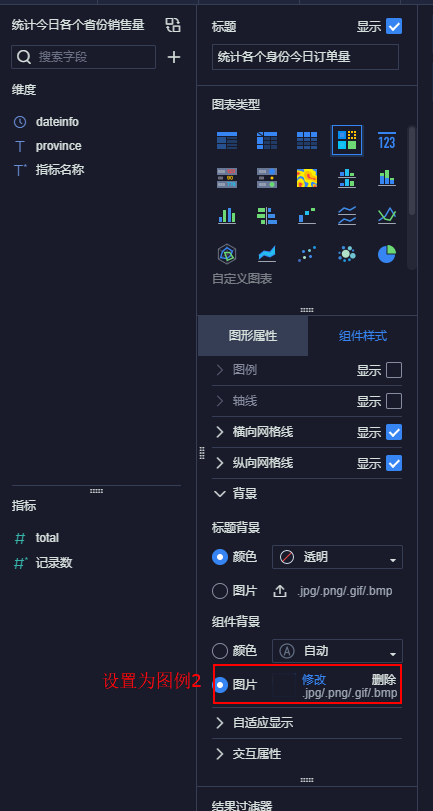 统计今日各个省份销售量
搜索字段
维度
dateinfo
province
指标名称
指标
total
记录数
标题
显示
统计各个身份今日订单量
图表类型
123
自定义图表
图形属性
组件样式
图例 显示
轴线 显示
横向网格线 显示
纵向网格线 显示
背景
标题背景
颜色 透明
图片 .jpg/.png/.gif/.bmp
组件背景
颜色 自动
设置为图例2
图片 修改 删除
.jpg/.png/.gif/.bmp
自适应显示
交互属性
结果过滤器